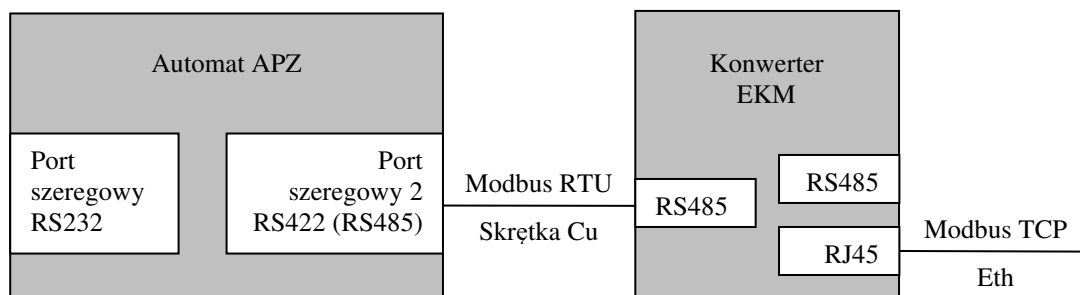 Automat APZ
Port
szeregowy
RS232
Port
szeregowy 2
RS422 (RS485)
Modbus RTU
Skrętka Cu
Konwerter
EKM
RS485
RS485
RJ45
Modbus TCP
Eth